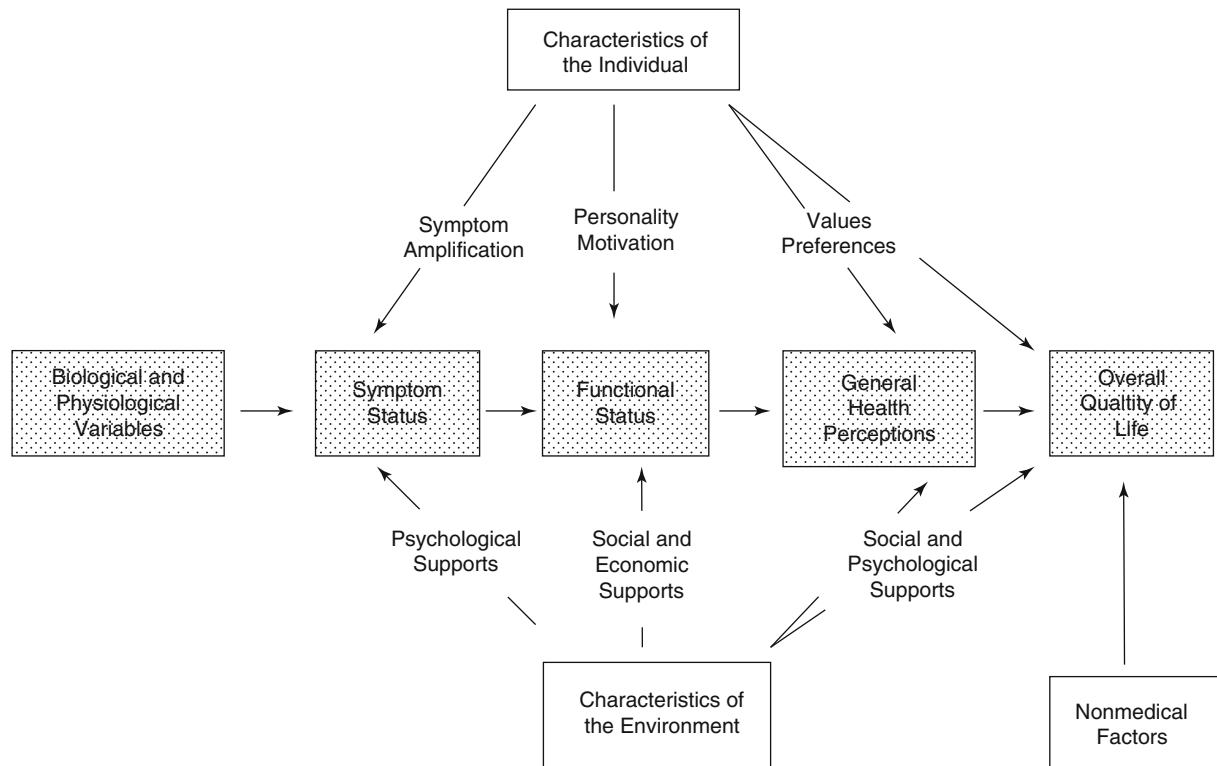 Characteristics of
the Individual
Symptom
Amplification
Personality
Motivation
Values
Preferences
Biological and
Physiological
Variables
Symptom
Status
Functional
Status
General
Health
Perceptions
Overall
Qualtity of
Life
Psychological
Supports
Social and
Economic
Supports
Social and
Psychological
Supports
Characteristics of
the Environment
Nonmedical
Factors